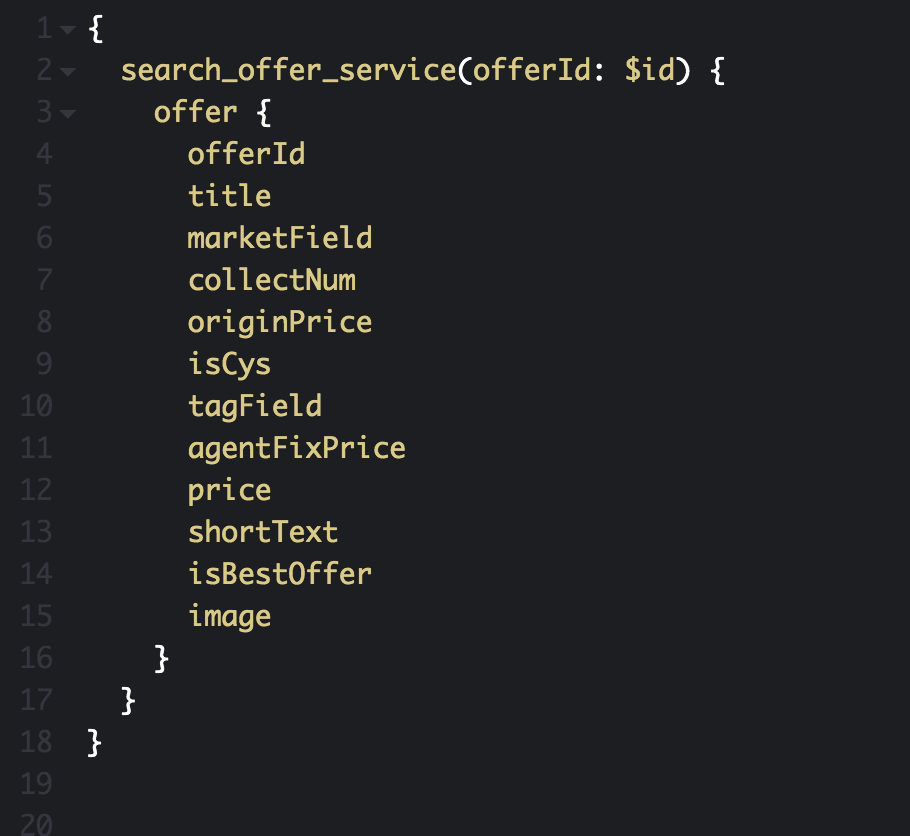 1 {
2 search_offer_service(offerId: $id) {
3 offer {
4 offerId
5 title
6 marketField
7 collectNum
8 originPrice
9 isCys
10 tagField
11 agentFixPrice
12 price
13 shortText
14 isBestOffer
15 image
16 }
17 }
18 }
19
20